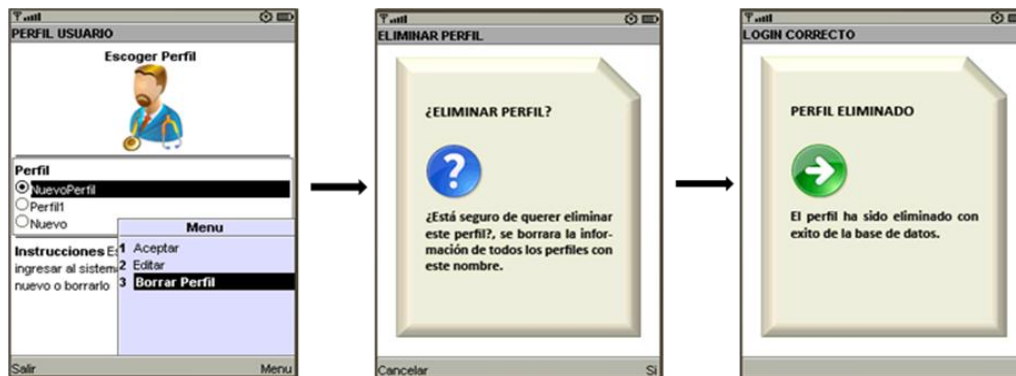 PERFIL USUARIO
Escoger Perfil
Perfil
NuevoPerfil
Perfil1
Nuevo
Instrucciones Es
ingresar al sistem
nuevo o borrarlo
Menu
1 Aceptar
2 Editar
3 Borrar Perfil
Salir
Menu
ELIMINAR PERFIL
¿ELIMINAR PERFIL?
?
¿Está seguro de querer eliminar
este perfil?, se borrara la infor-
mación de todos los perfiles con
este nombre.
Cancelar
Si
LOGIN CORRECTO
PERFIL ELIMINADO
El perfil ha sido eliminado con
exito de la base de datos.